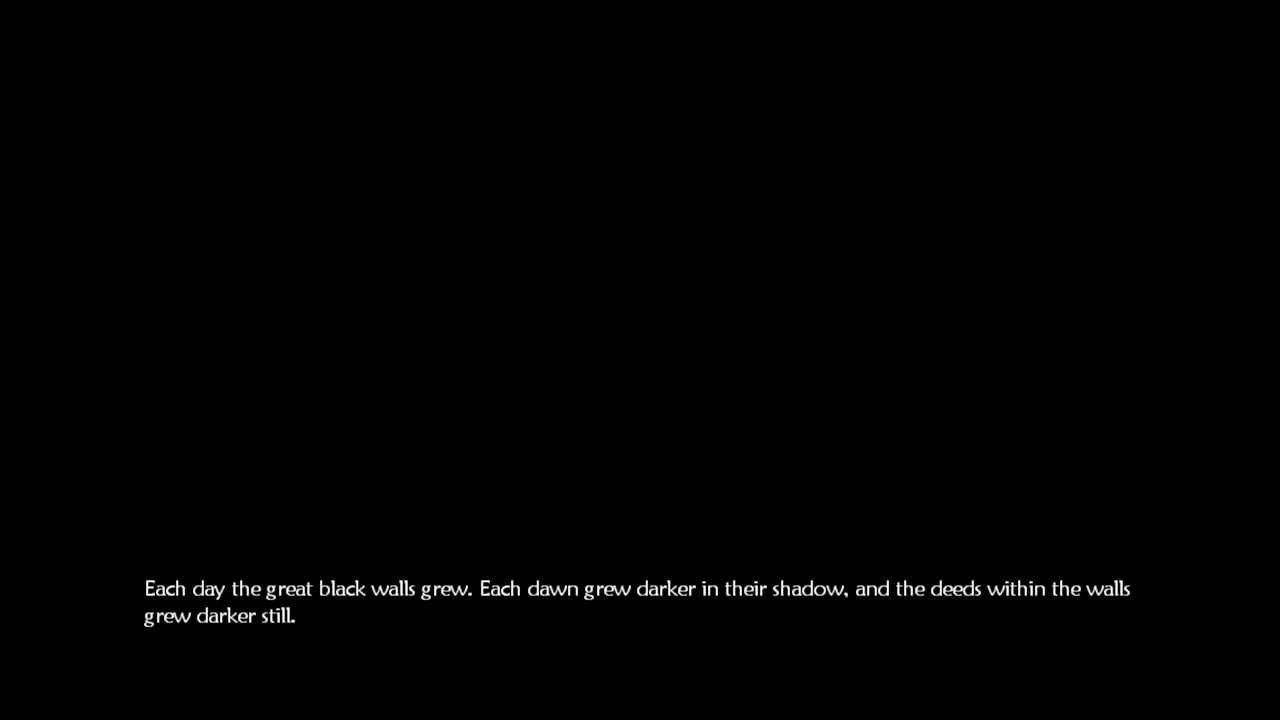 Each day the great black walls grew. Each dawn grew darker in their shadow, and the deeds within the walls
grew darker still.